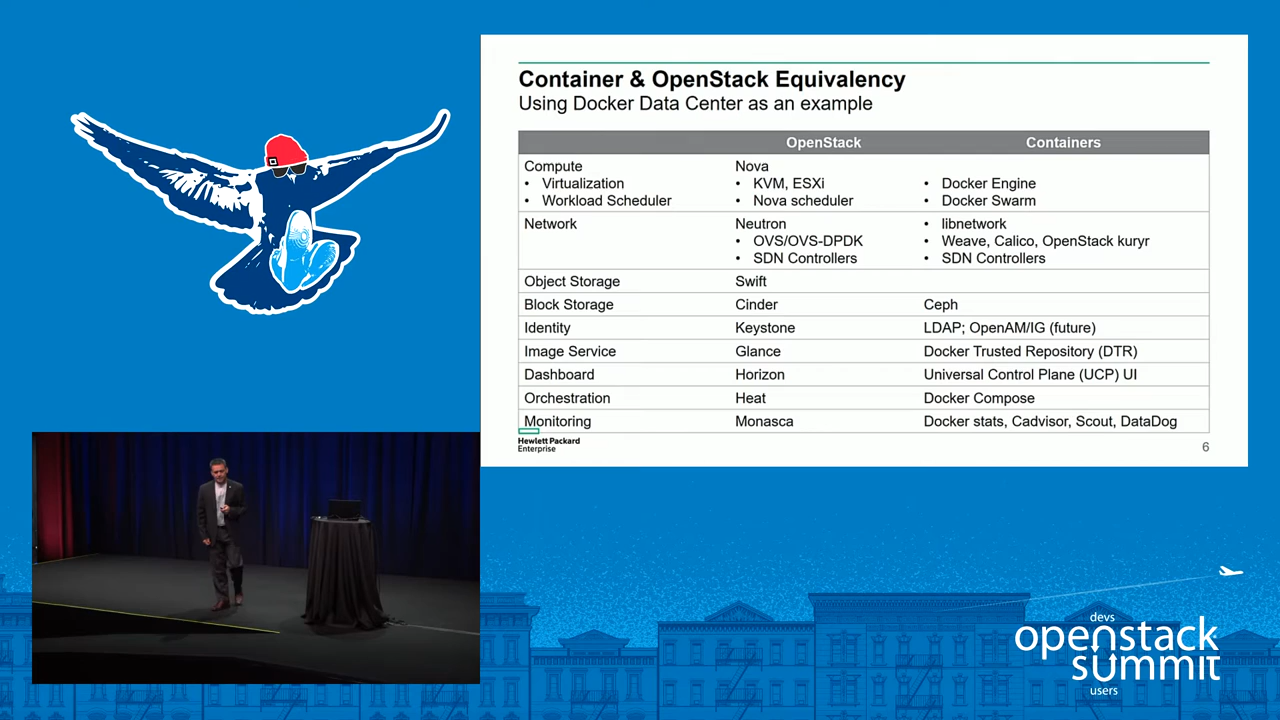 Container & OpenStack Equivalency
Using Docker Data Center as an example
OpenStack Containers
Compute Nova
• Virtualization • KVM, ESXi • Docker Engine
• Workload Scheduler • Nova scheduler • Docker Swarm
Network Neutron • libnetwork
• OVS/OVS-DPDK • Weave, Calico, OpenStack kuryr
• SDN Controllers • SDN Controllers
Object Storage Swift
Block Storage Cinder Ceph
Identity Keystone LDAP; OpenAM/IG (future)
Image Service Glance Docker Trusted Repository (DTR)
Dashboard Horizon Universal Control Plane (UCP) UI
Orchestration Heat Docker Compose
Monitoring Monasca Docker stats, Cadvisor, Scout, DataDog
Hewlett Packard
Enterprise
6
devs
openstack
summit
users